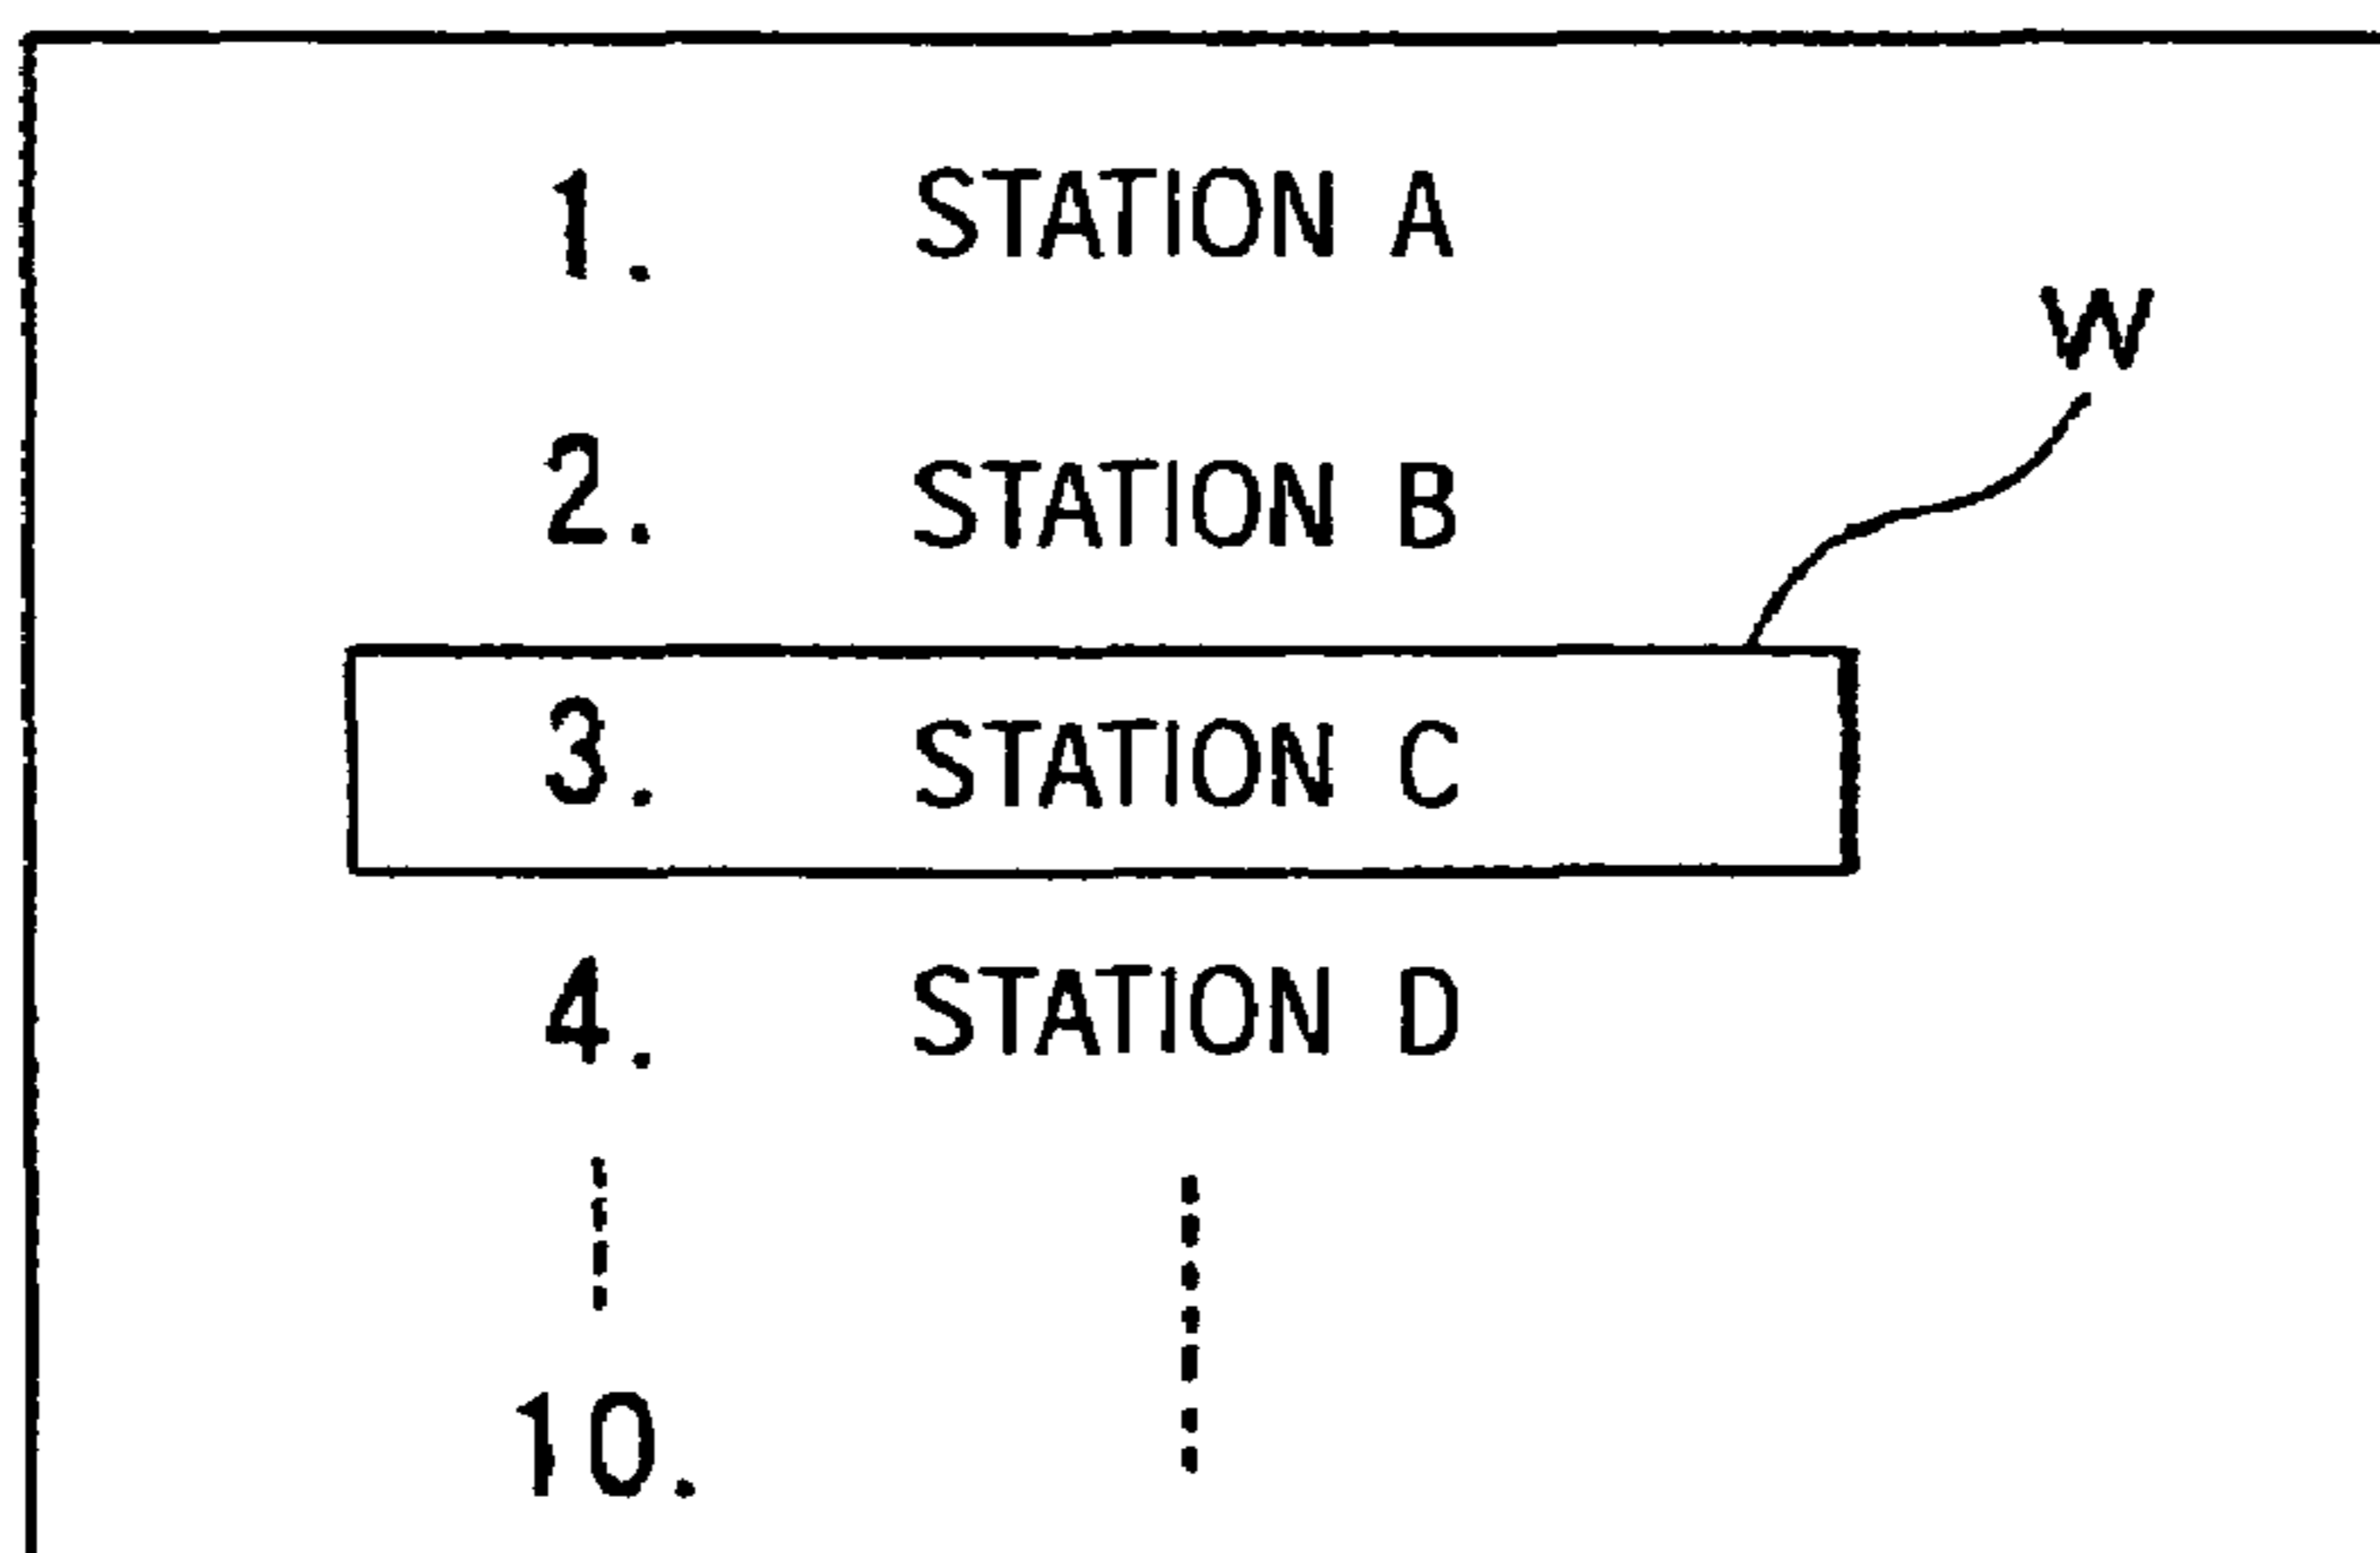 1. STATION A
W
2. STATION B
3. STATION C
4. STATION D
10.